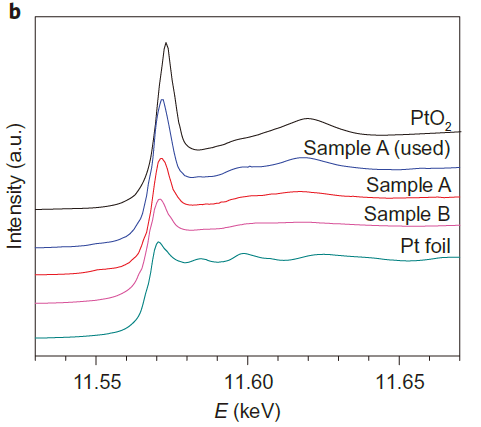 b
Intensity (a.u.)
PtO₂
Sample A (used)
Sample A
Sample B
Pt foil
11.55 11.60 11.65
E (keV)